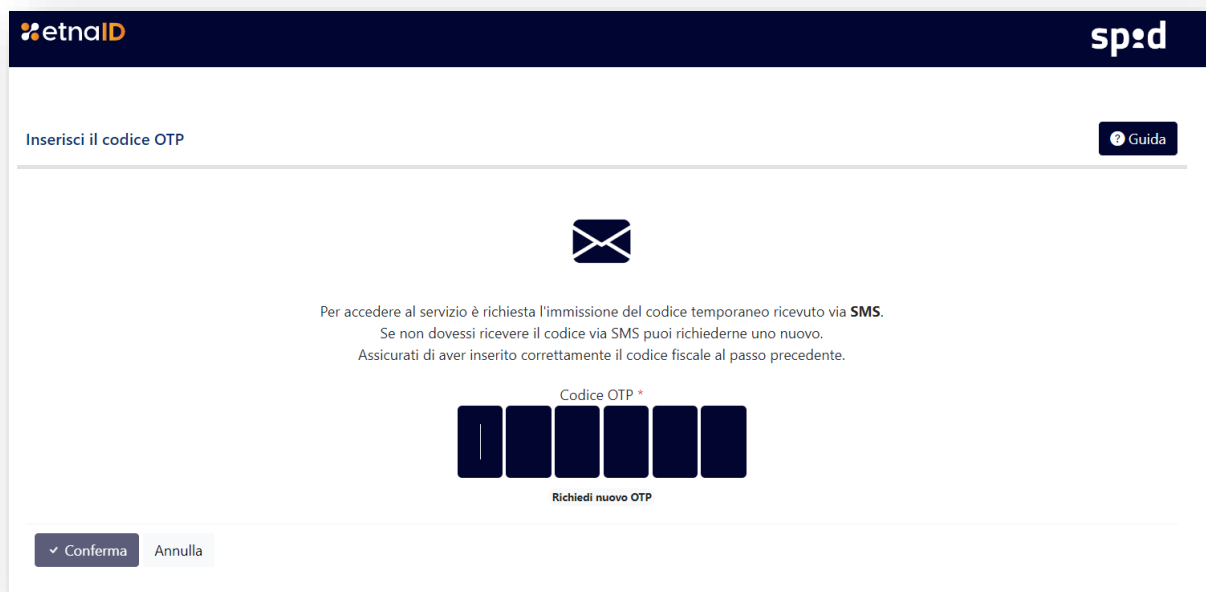 etnaID
spid
Inserisci il codice OTP
Guida
Per accedere al servizio è richiesta l'immissione del codice temporaneo ricevuto via SMS.
Se non dovessi ricevere il codice via SMS puoi richiederne uno nuovo.
Assicurati di aver inserito correttamente il codice fiscale al passo precedente.
Codice OTP *
Richiedi nuovo OTP
Conferma
Annulla